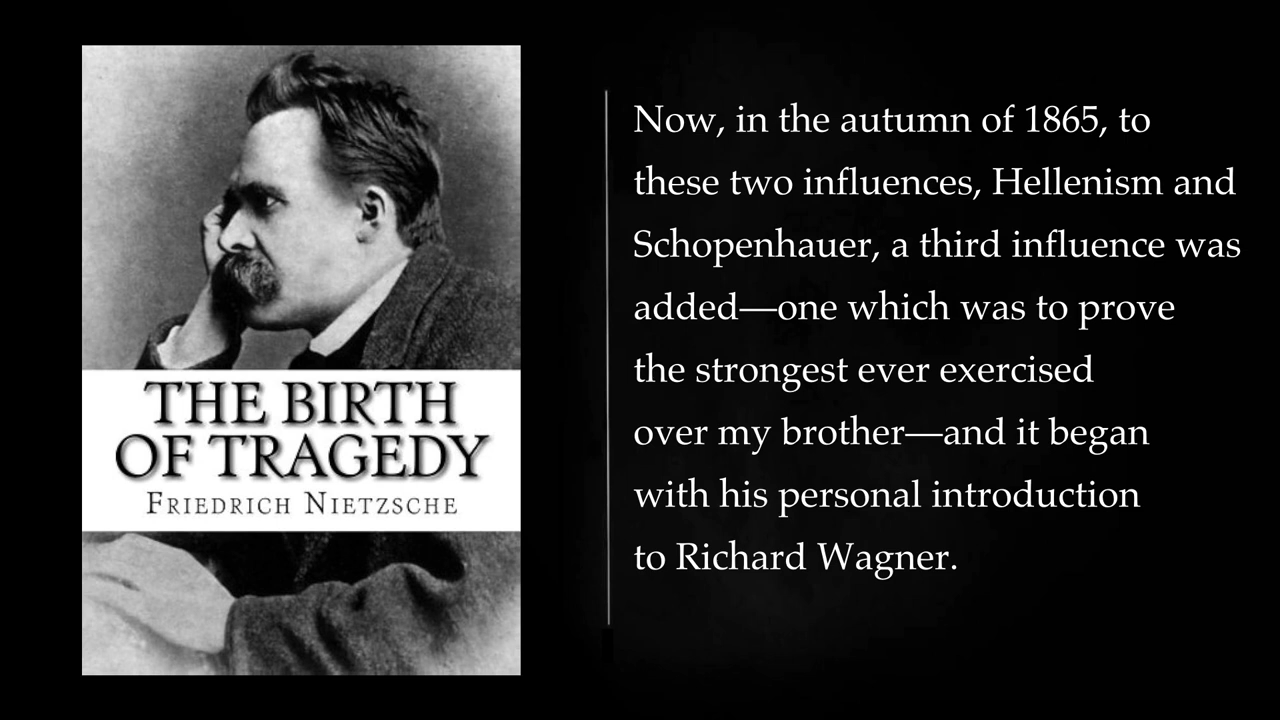 THE BIRTH
OF TRAGEDY
FRIEDRICH NIETZSCHE
Now, in the autumn of 1865, to
these two influences, Hellenism and
Schopenhauer, a third influence was
added—one which was to prove
the strongest ever exercised
over my brother—and it began
with his personal introduction
to Richard Wagner.